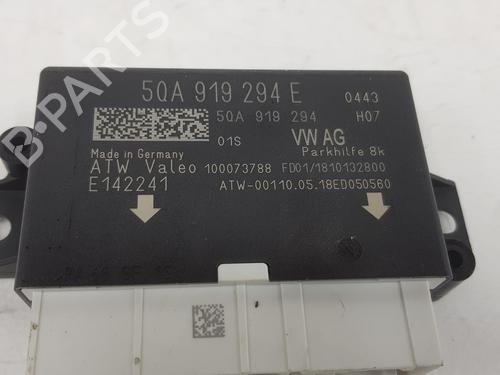 5QA 919 294 E 0443
5QA 919 294 H07
01S VW AG
Parkhilfe 8k
Made in Germany
ATW Valeo 100073788 FD01/1810132800
E142241 ATW-00110.05.18ED050560